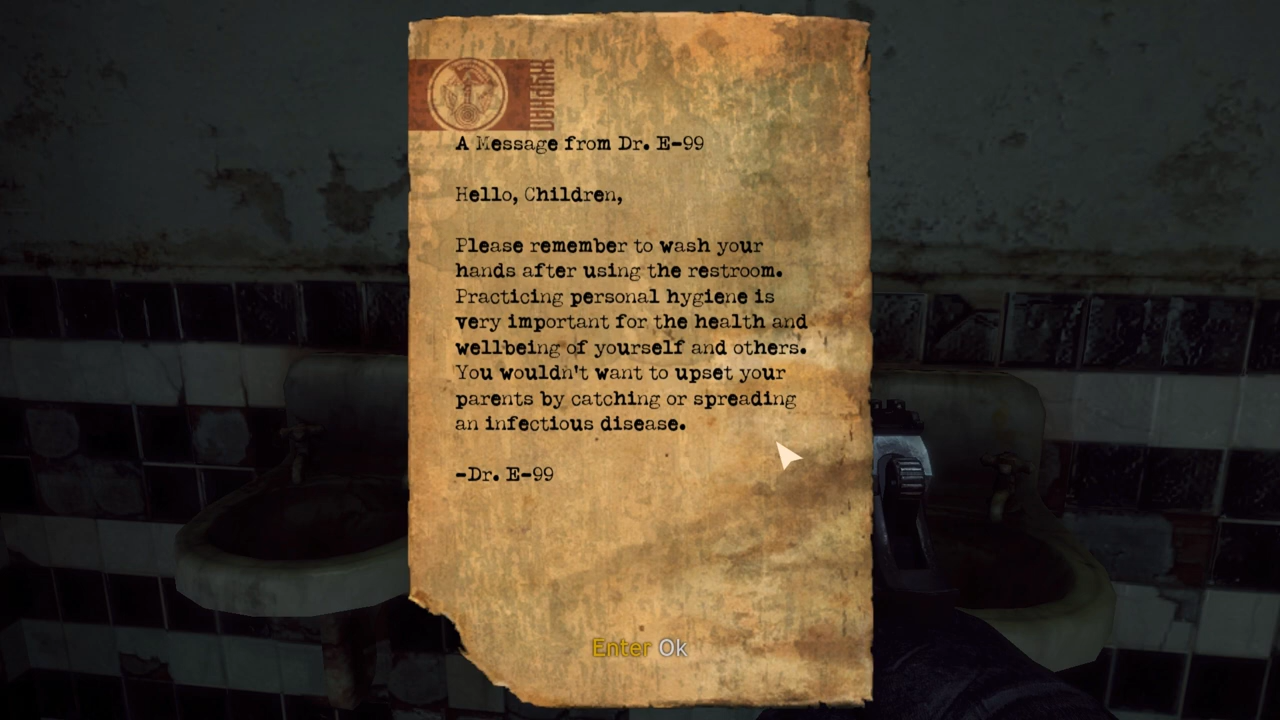 A Message from Dr. E-99
Hello, Children,
Please remember to wash your
hands after using the restroom.
Practicing personal hygiene is
very important for the health and
wellbeing of yourself and others.
You wouldn't want to upset your
parents by catching or spreading
an infectious disease.
-Dr. E-99
Enter Ok